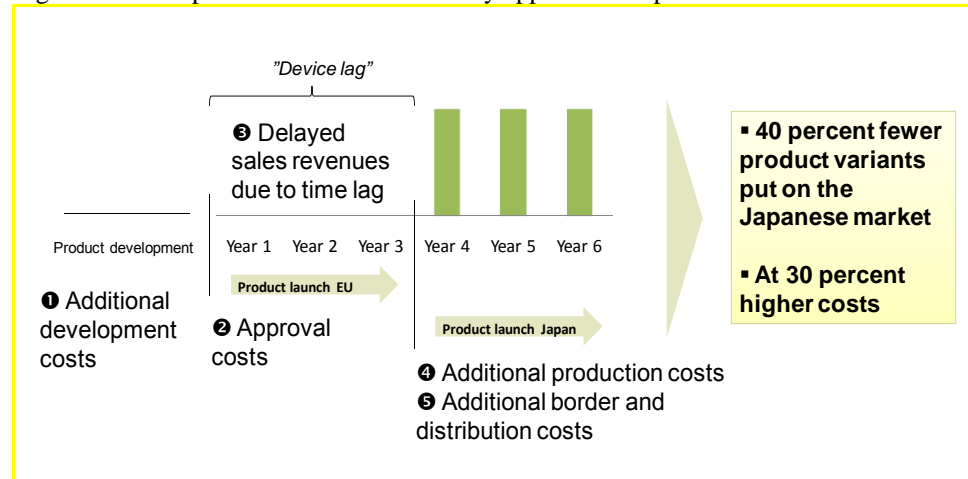 "Device lag"
❸ Delayed
sales revenues
due to time lag
Product development
Year 1 Year 2 Year 3 Year 4 Year 5 Year 6
Product launch EU
❶ Additional
development
costs
❷ Approval
costs
Product launch Japan
❹ Additional production costs
❺ Additional border and
distribution costs
▪ 40 percent fewer
product variants
put on the
Japanese market
▪ At 30 percent
higher costs